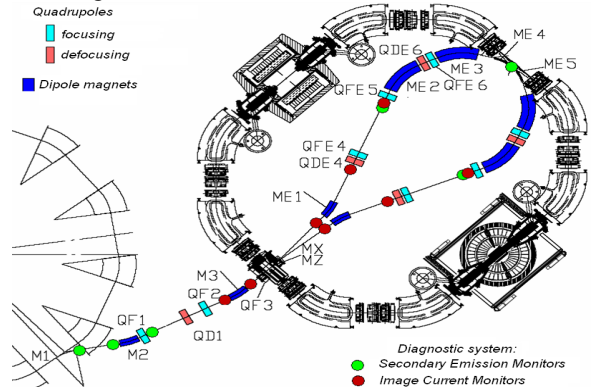 Quadrupoles
focusing
defocusing
Dipole magnets
QDE6
ME4
ME3
ME5
QFE5
ME2
QFE6
QFE4
QDE4
ME1
MX
MZ
M3
QF2
QF3
QF1
QD1
M1
M2
Diagnostic system:
Secondary Emission Monitors
Image Current Monitors